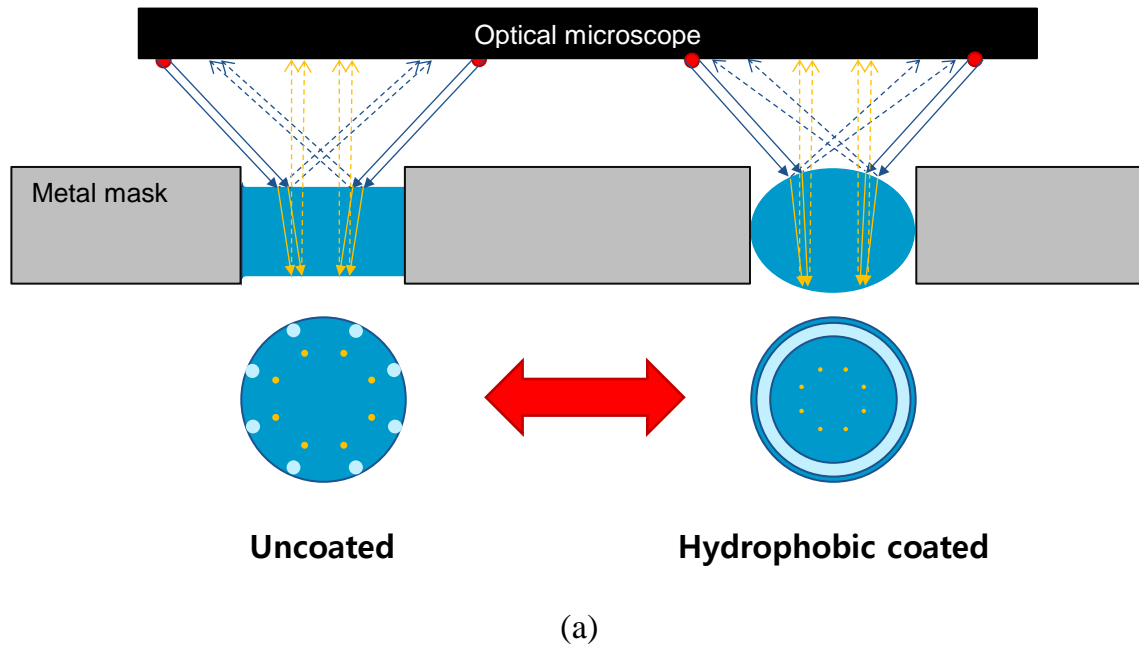 Optical microscope
Metal mask
Uncoated
Hydrophobic coated
(a)